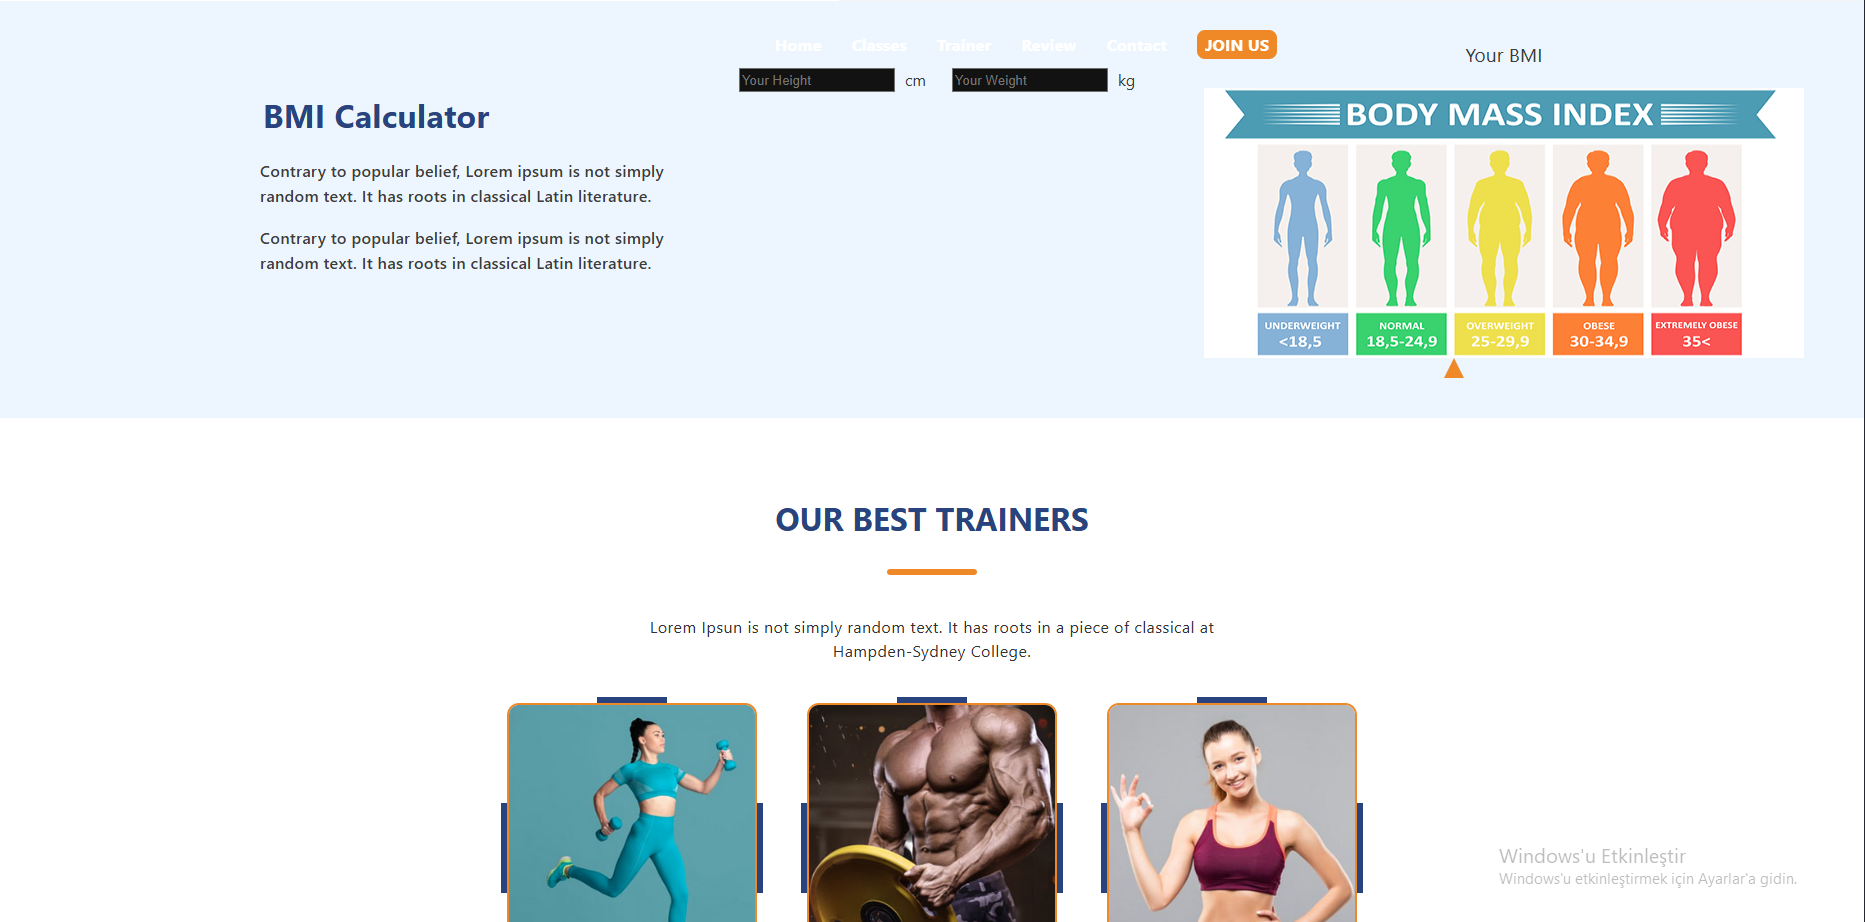 Home Classes Trainer Review Contact JOIN US
Your BMI
Your Height cm Your Weight kg
BMI Calculator
Contrary to popular belief, Lorem ipsum is not simply
random text. It has roots in classical Latin literature.
Contrary to popular belief, Lorem ipsum is not simply
random text. It has roots in classical Latin literature.
BODY MASS INDEX
UNDERWEIGHT NORMAL OVERWEIGHT OBESE EXTREMELY OBESE
<18,5 18,5-24,9 25-29,9 30-34,9 35<
OUR BEST TRAINERS
Lorem Ipsun is not simply random text. It has roots in a piece of classical at
Hampden-Sydney College.
Windows'u Etkinleştir
Windows'u etkinleştirmek için Ayarlar'a gidin.